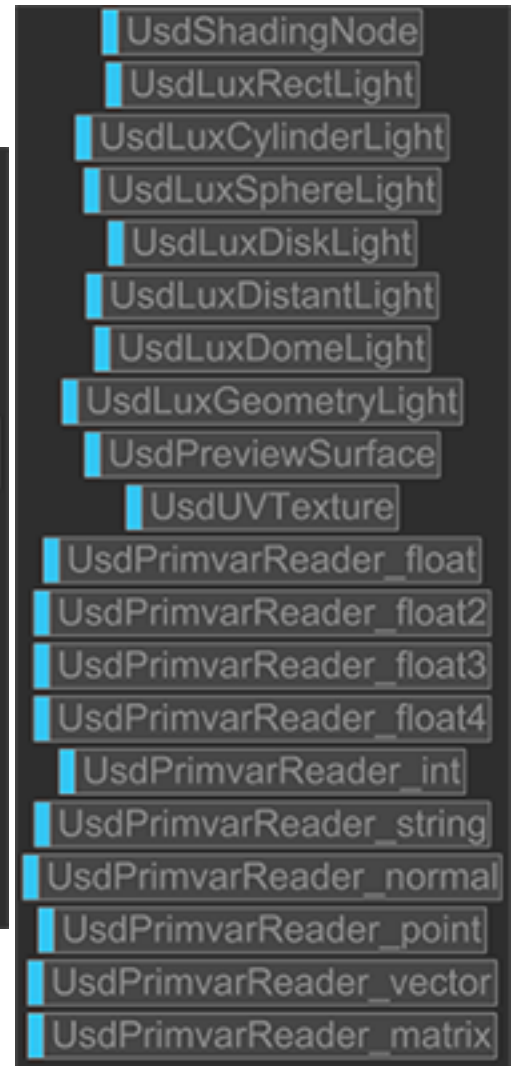 UsdShadingNode
UsdLuxRectLight
UsdLuxCylinderLight
UsdLuxSphereLight
UsdLuxDiskLight
UsdLuxDistantLight
UsdLuxDomeLight
UsdLuxGeometryLight
UsdPreviewSurface
UsdUVTexture
UsdPrimvarReader_float
UsdPrimvarReader_float2
UsdPrimvarReader_float3
UsdPrimvarReader_float4
UsdPrimvarReader_int
UsdPrimvarReader_string
UsdPrimvarReader_normal
UsdPrimvarReader_point
UsdPrimvarReader_vector
UsdPrimvarReader_matrix